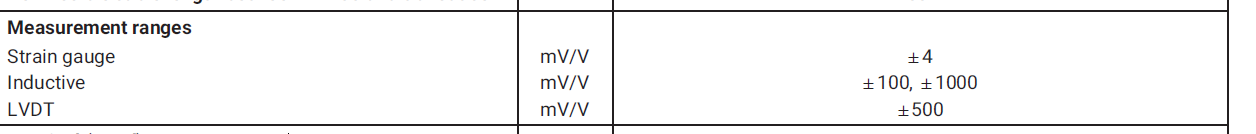 Measurement ranges
Strain gauge mV/V ±4
Inductive mV/V ±100, ±1000
LVDT mV/V ±500